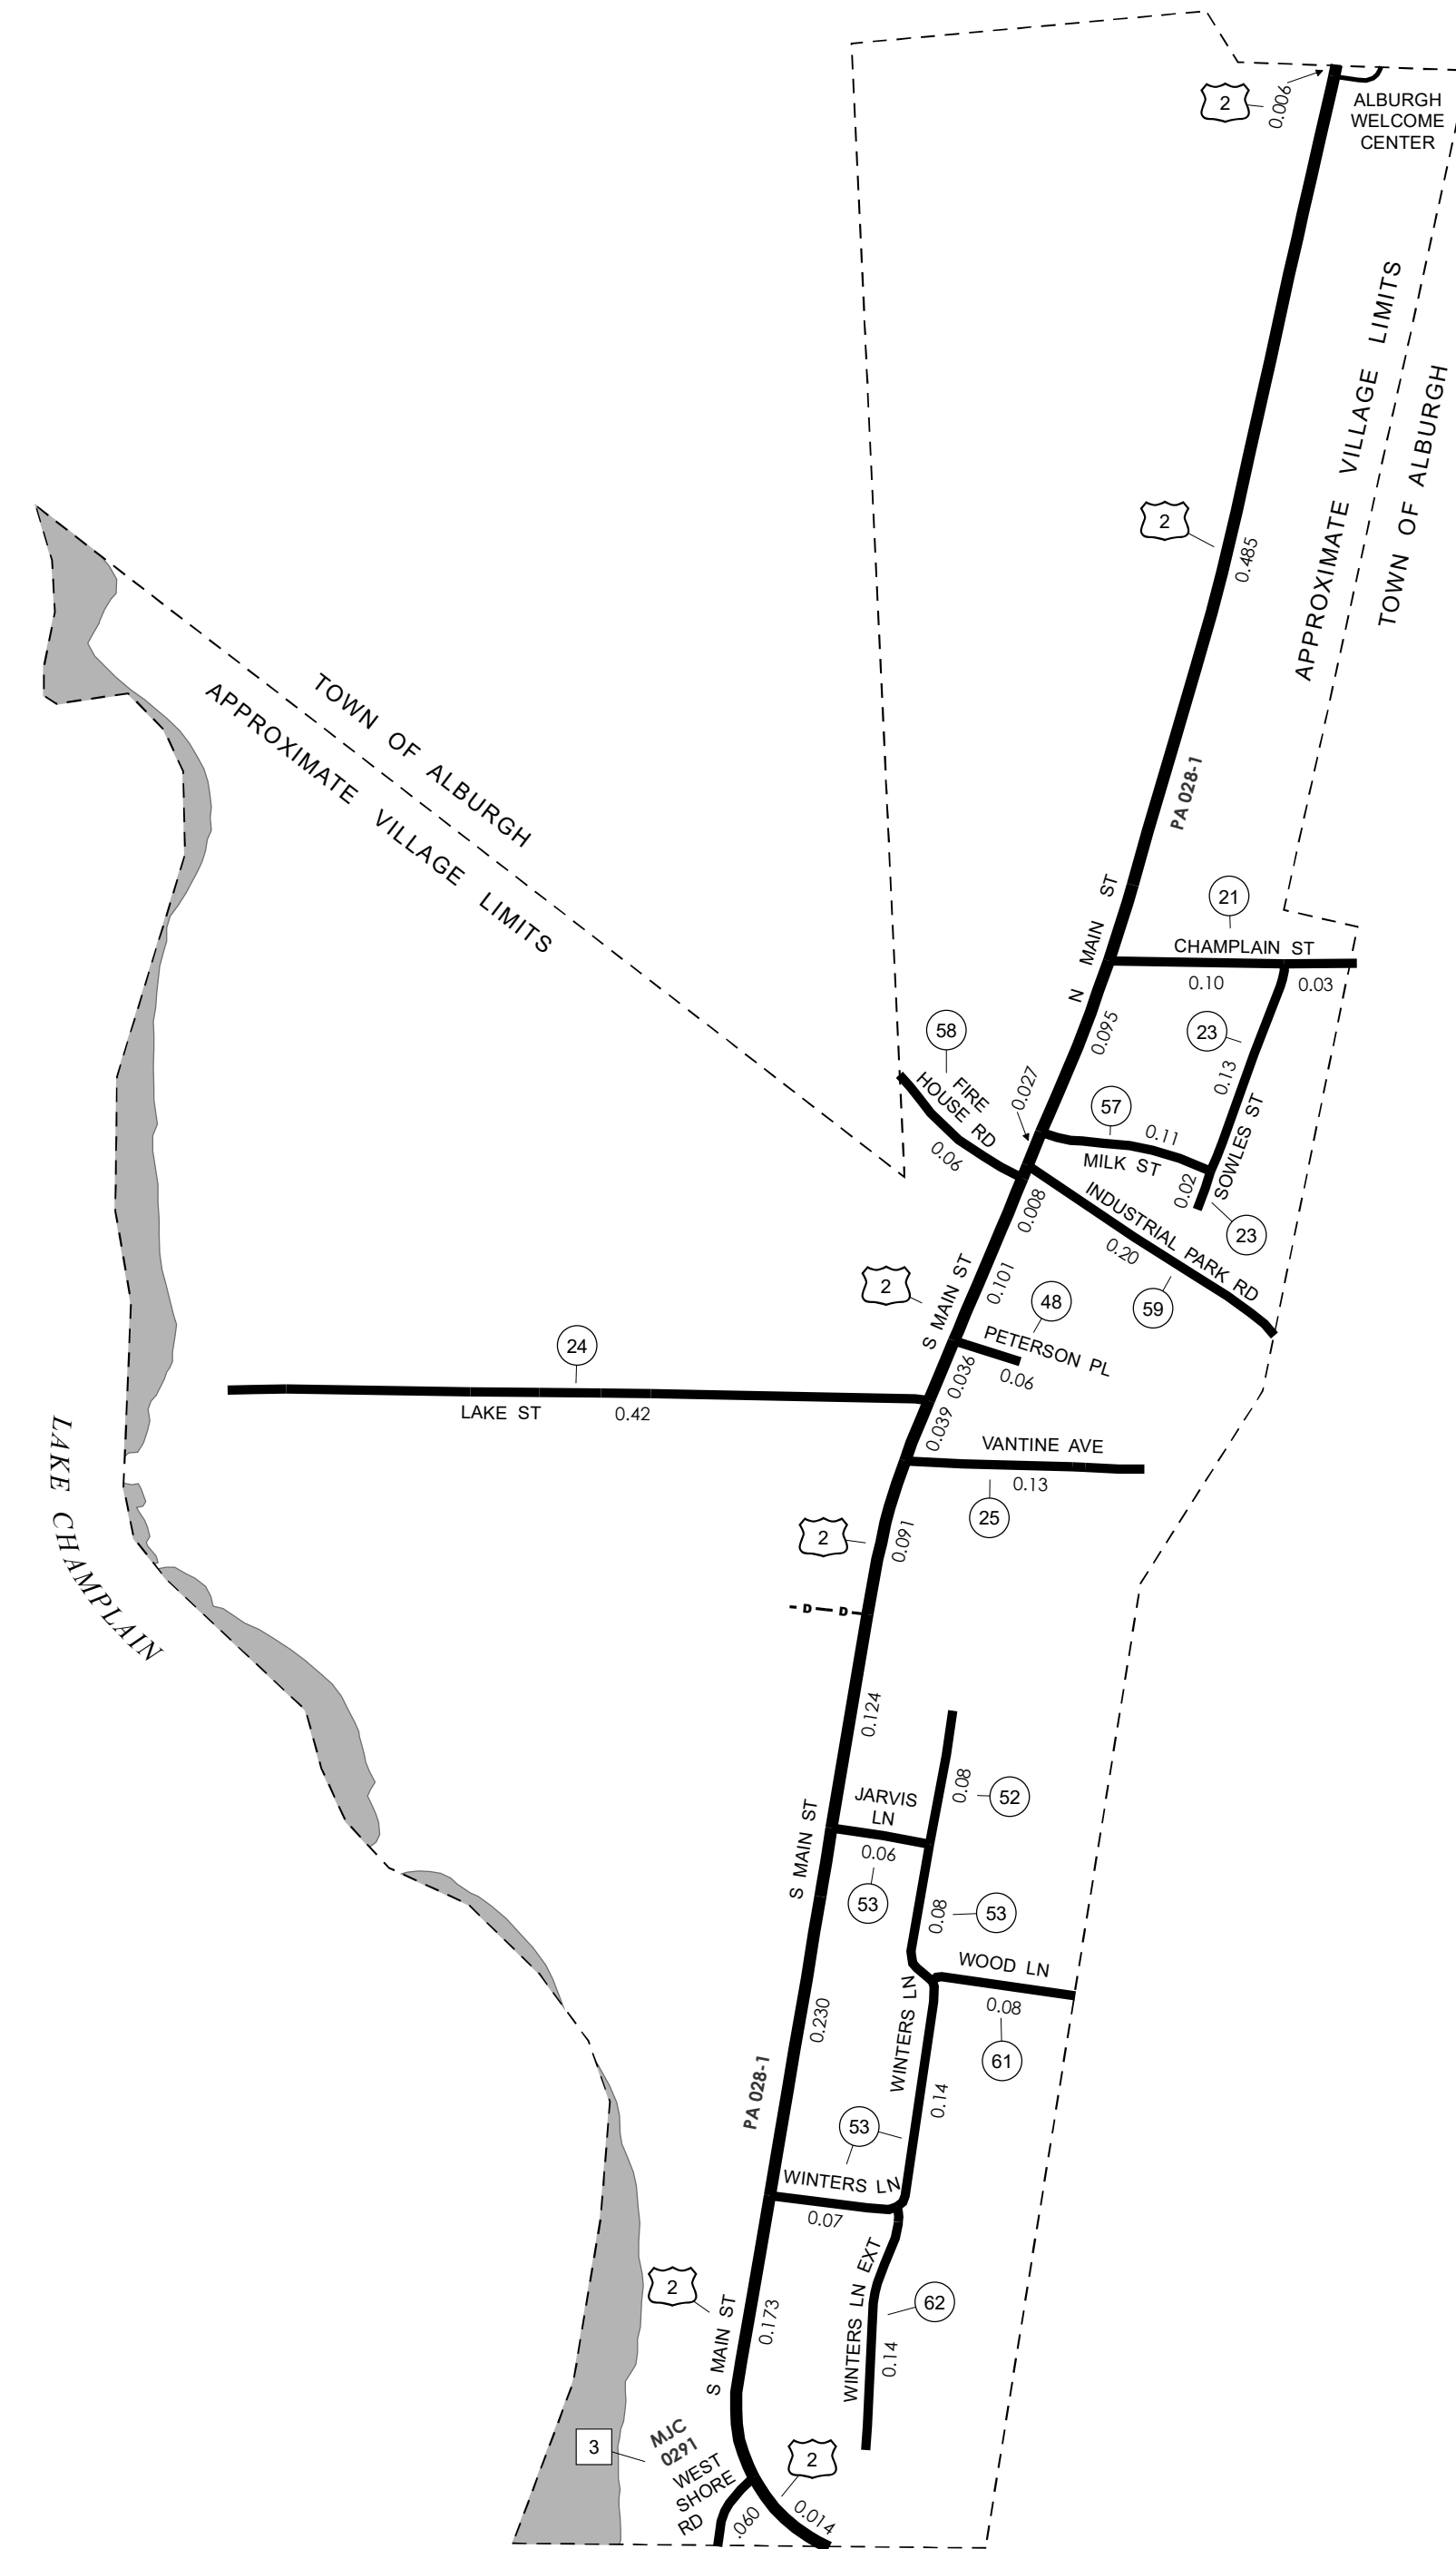 2
0.006
ALBURGH
WELCOME
CENTER
APPROXIMATE VILLAGE LIMITS
TOWN OF ALBURGH
2
0.485
TOWN OF ALBURGH
APPROXIMATE VILLAGE LIMITS
PA 028-1
N MAIN ST
21
CHAMPLAIN ST
0.10
0.03
58
FIRE
HOUSE RD
0.06
0.027
0.095
23
0.13
57
0.11
MILK ST
SOWLES ST
0.02
23
0.008
INDUSTRIAL PARK RD
0.20
59
2
S MAIN ST
0.101
48
PETERSON PL
0.06
0.036
24
LAKE ST
0.42
0.039
VANTINE AVE
0.13
25
LAKE CHAMPLAIN
2
0.091
D D
0.124
JARVIS
LN
0.06
53
0.08
52
S MAIN ST
0.08
53
WOOD LN
0.08
61
0.230
WINTERS LN
0.14
PA 028-1
53
WINTERS LN
0.07
WINTERS LN EXT
62
0.14
2
S MAIN ST
0.173
3
MJC
0291
WEST
SHORE
RD
.060
2
0.014